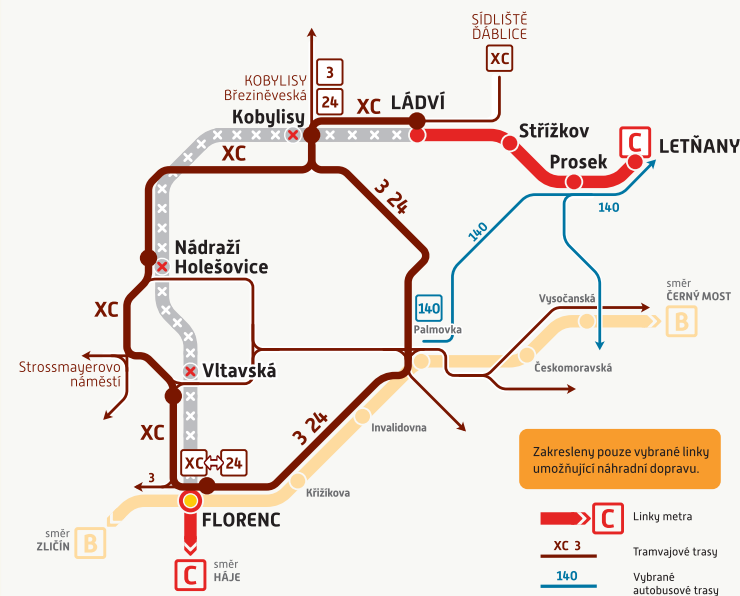 SÍDLIŠTĚ
ĎÁBLICE
XC
3
24
KOBYLISY
Březiněveská
Kobylisy
XC
LÁDVÍ
Střížkov
Prosek
C
LETŇANY
XC
3 24
140
140
Nádraží
Holešovice
140
Palmovka
Vysočanská
směr
ČERNÝ MOST
B
XC
Strossmayerovo
náměstí
Vltavská
Českomoravská
XC
3 24
Invalidovna
XC
24
3
Křižíkova
FLORENC
směr
ZLIČÍN
B
C
směr
HÁJE
Zakresleny pouze vybrané linky
umožňující náhradní dopravu.
C
Linky metra
XC 3
Tramvajové trasy
140
Vybrané
autobusové trasy